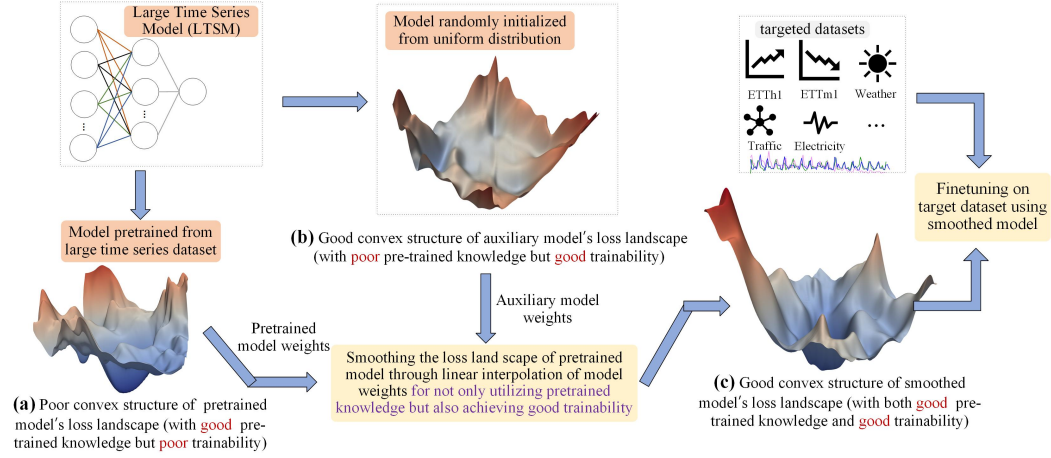 Large Time Series
Model (LTSM)
Model randomly initialized
from uniform distribution
targeted datasets
ETTh1 ETTm1 Weather
Traffic Electricity ...
Model pretrained from
large time series dataset
(b) Good convex structure of auxiliary model's loss landscape
(with poor pre-trained knowledge but good trainability)
Finetuning on
target dataset using
smoothed model
Pretrained
model weights
Auxiliary model
weights
Smoothing the loss land scape of pretrained
model through linear interpolation of model
weights for not only utilizing pretrained
knowledge but also achieving good trainability
(a) Poor convex structure of pretrained
model's loss landscape (with good pre-
trained knowledge but poor trainability)
(c) Good convex structure of smoothed
model's loss landscape (with both good pre-
trained knowledge and good trainability)